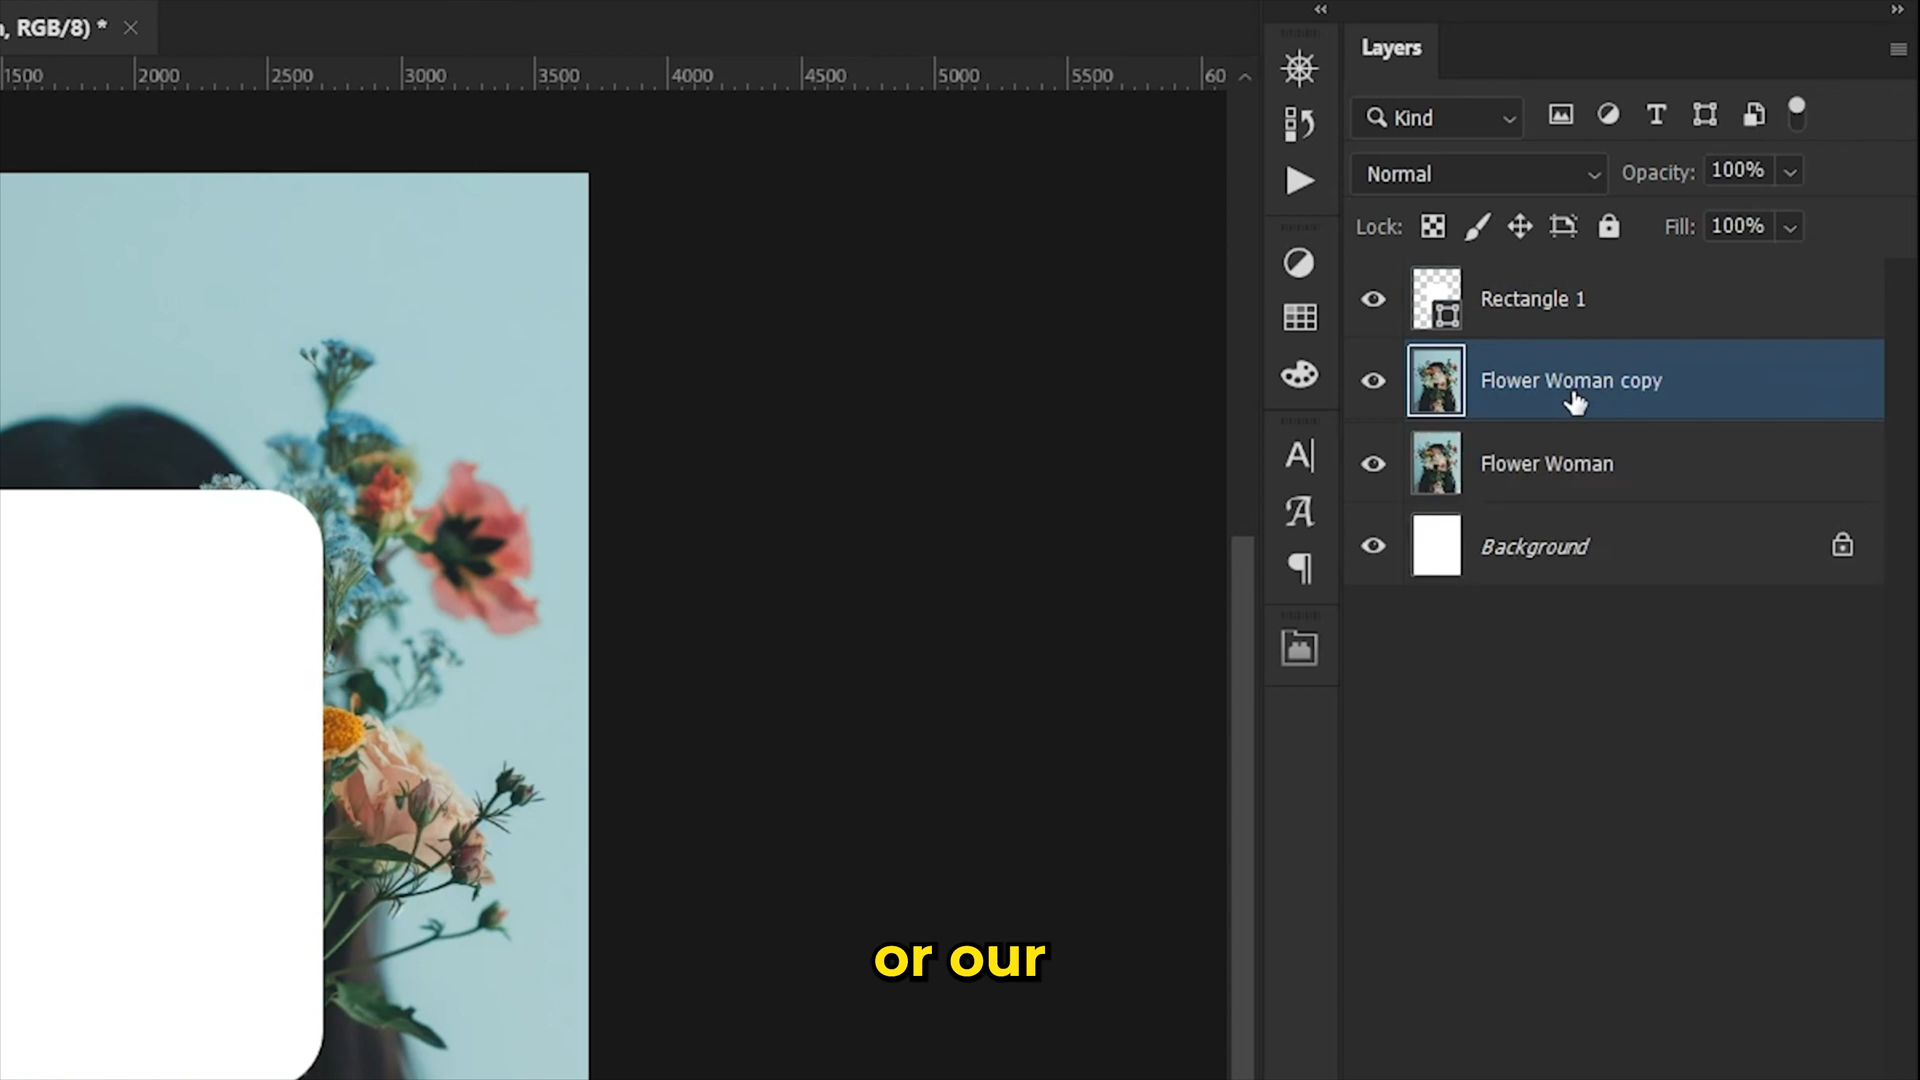 , RGB/8) *
1500 2000 2500 3000 3500 4000 4500 5000 5500 60
Layers
Kind
Normal Opacity: 100%
Lock: Fill: 100%
Rectangle 1
Flower Woman copy
Flower Woman
Background
or our